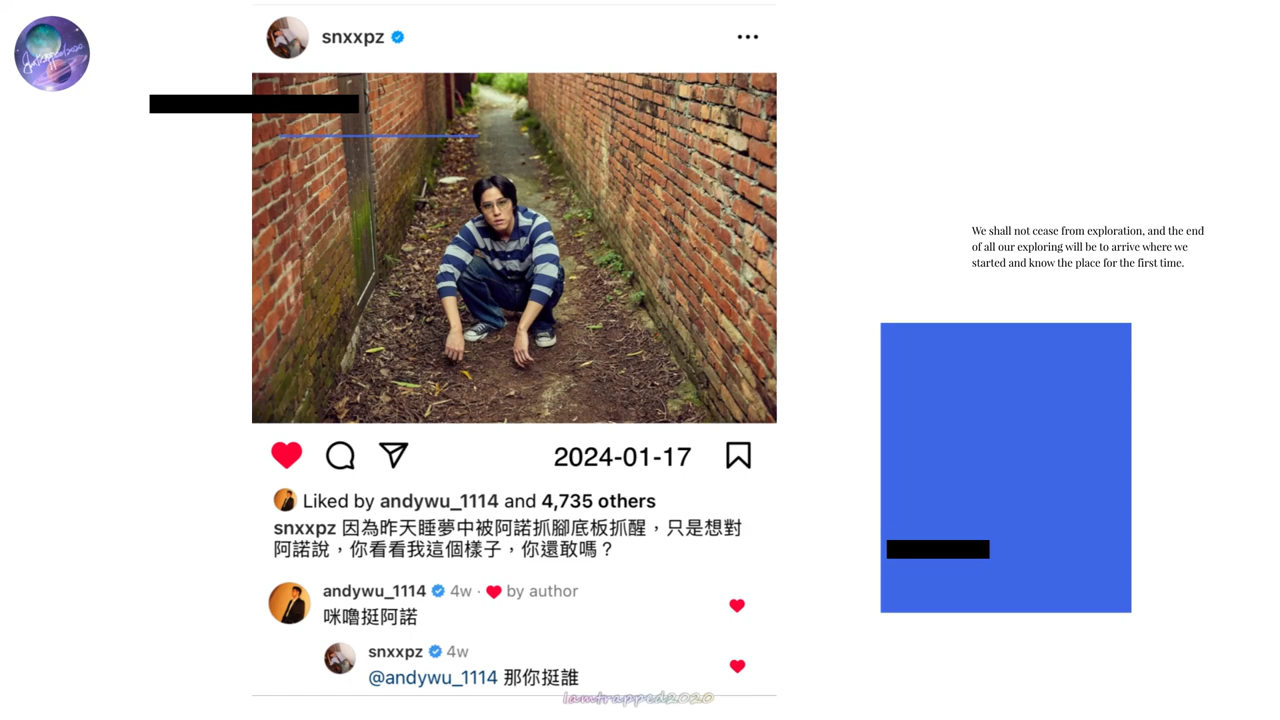 snxxpz
We shall not cease from exploration, and the end
of all our exploring will be to arrive where we
started and know the place for the first time.
2024-01-17
Liked by andywu_1114 and 4,735 others
snxxpz 因為昨天睡夢中被阿諾抓腳底板抓醒，只是想對
阿諾說，你看看我這個樣子，你還敢嗎？
andywu_1114 4w · by author
咪嚕挺阿諾
snxxpz 4w
@andywu_1114 那你挺誰
Iamtrapped2020